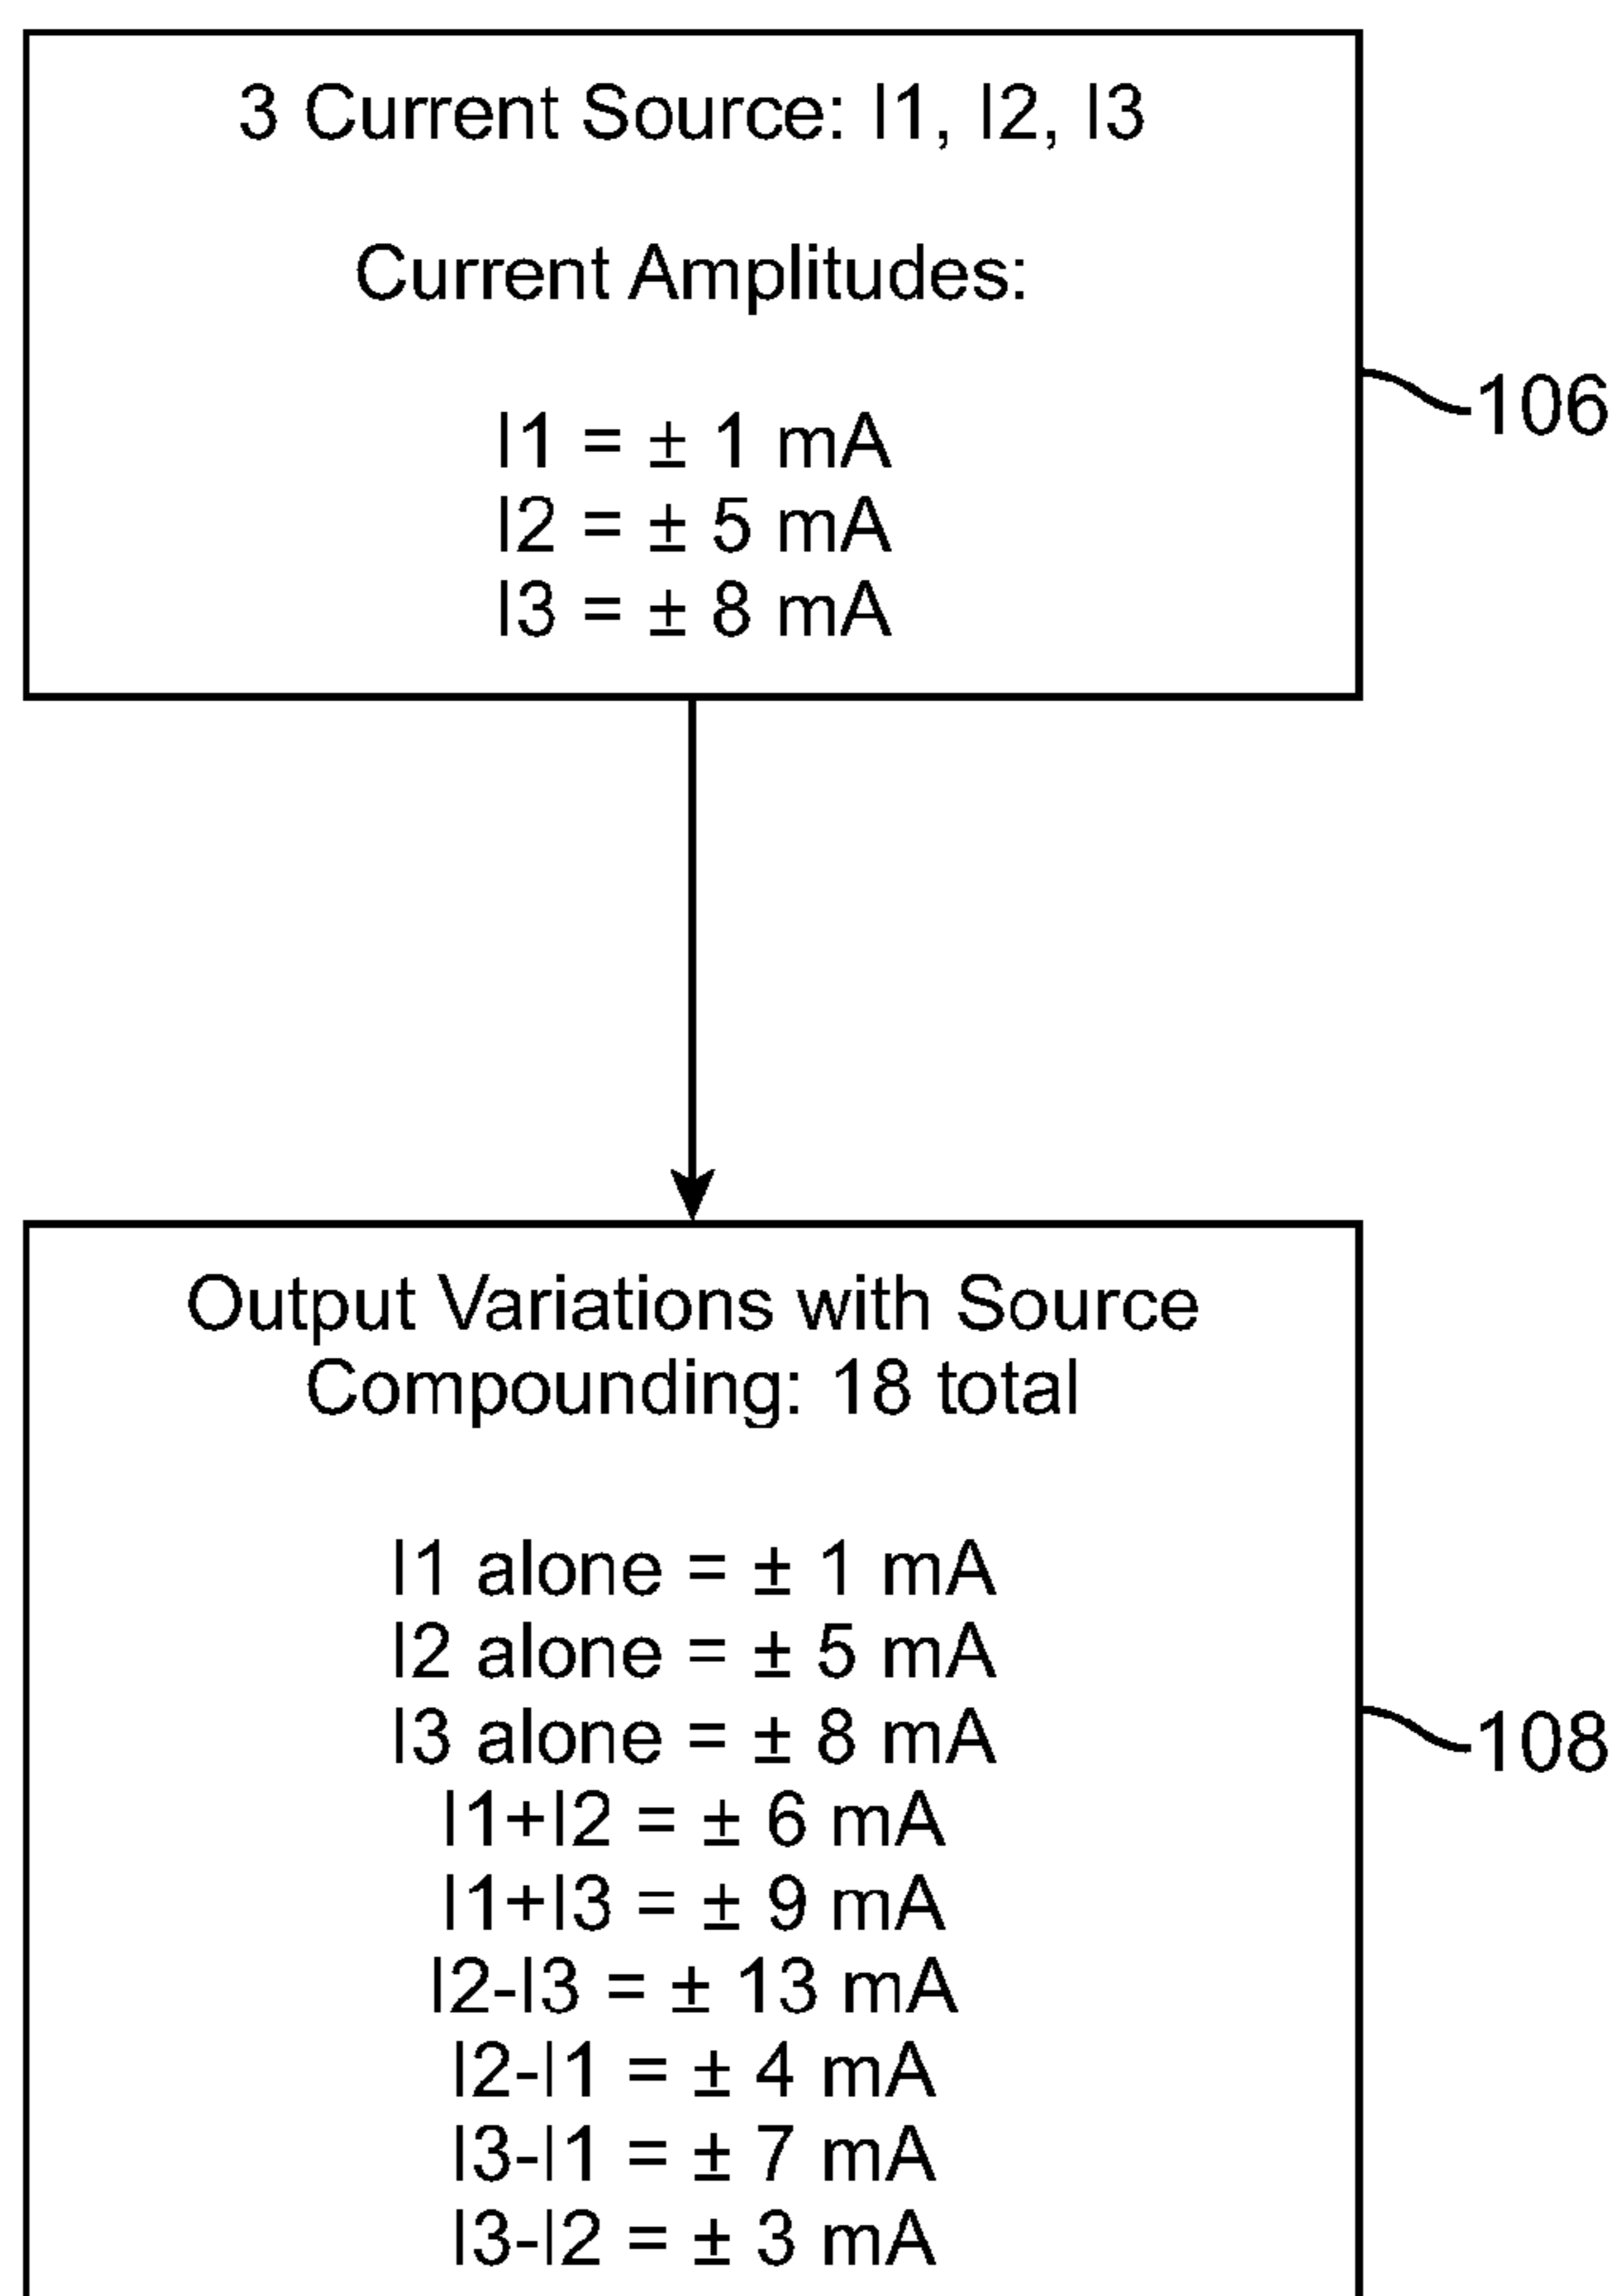 3 Current Source: I1, I2, I3
Current Amplitudes:
I1 = ± 1 mA
I2 = ± 5 mA
I3 = ± 8 mA
106
Output Variations with Source
Compounding: 18 total
I1 alone = ± 1 mA
I2 alone = ± 5 mA
I3 alone = ± 8 mA
I1+I2 = ± 6 mA
I1+I3 = ± 9 mA
I2-I3 = ± 13 mA
I2-I1 = ± 4 mA
I3-I1 = ± 7 mA
I3-I2 = ± 3 mA
108